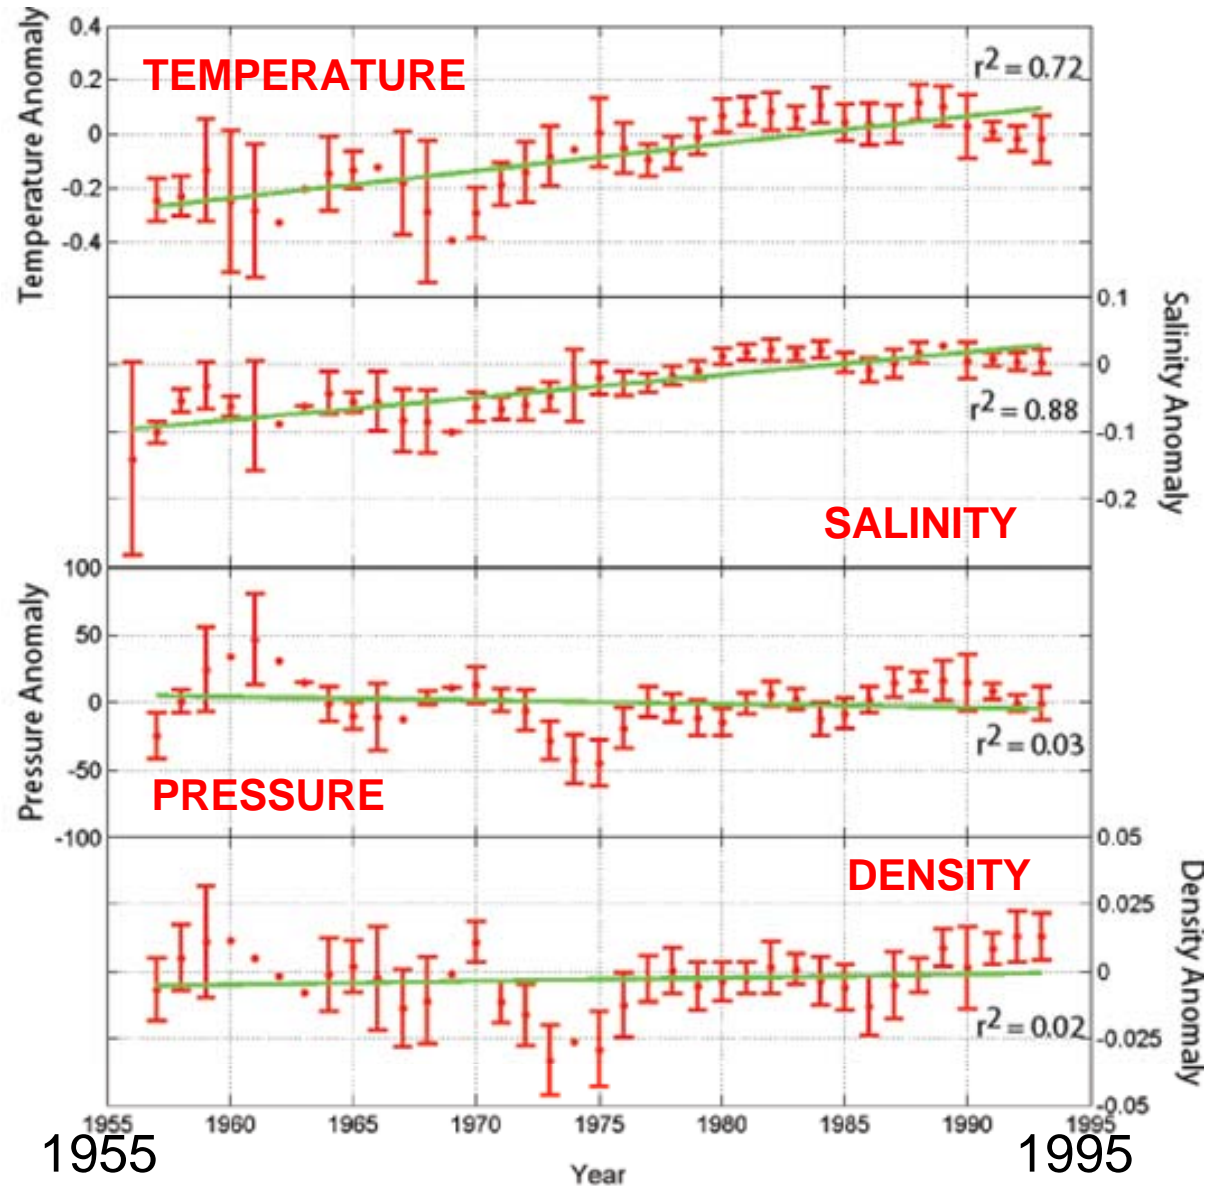 Temperature Anomaly
0.4
0.2
0
-0.2
-0.4
TEMPERATURE
r2 = 0.72
0.1
0
-0.1
-0.2
Salinity Anomaly
r2 = 0.88
SALINITY
Pressure Anomaly
100
50
0
-50
-100
r2 = 0.03
PRESSURE
0.05
0.025
0
-0.025
-0.05
Density Anomaly
DENSITY
r2 = 0.02
1955 1960 1965 1970 1975 1980 1985 1990 1995
1955 1995
Year